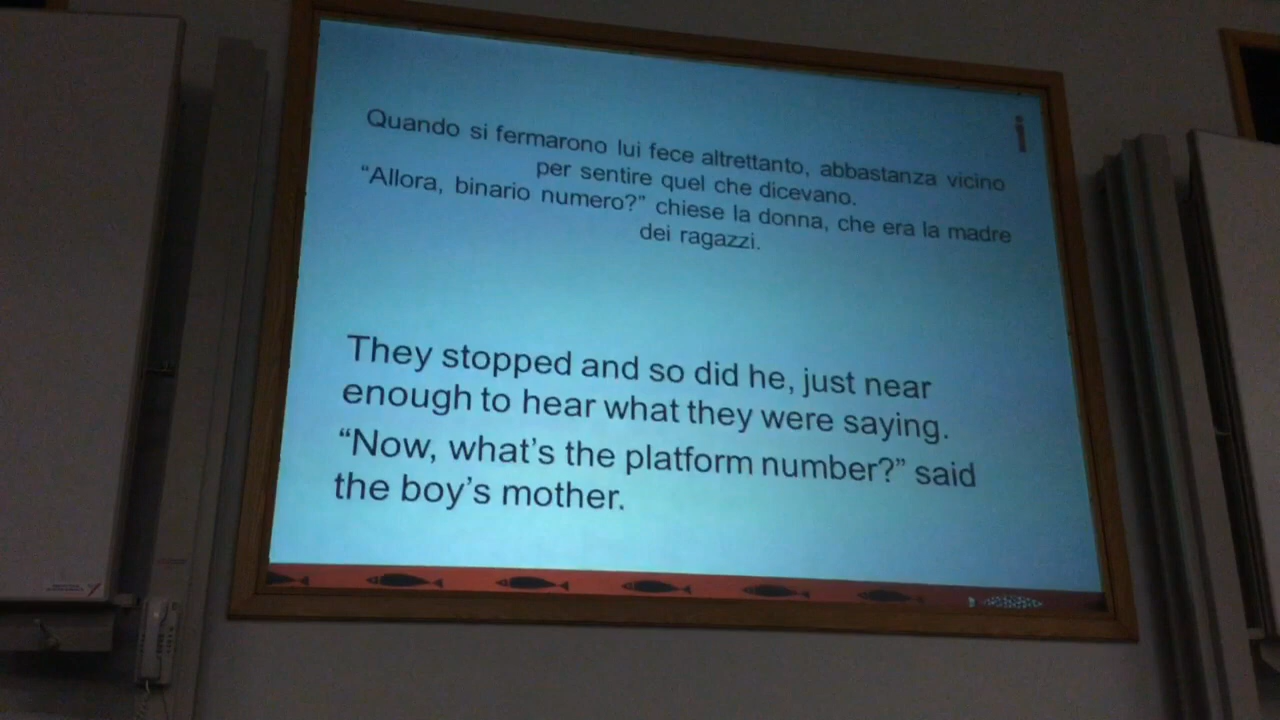 i
Quando si fermarono lui fece altrettanto, abbastanza vicino
per sentire quel che dicevano.
“Allora, binario numero?” chiese la donna, che era la madre
dei ragazzi.
They stopped and so did he, just near
enough to hear what they were saying.
“Now, what’s the platform number?” said
the boy’s mother.